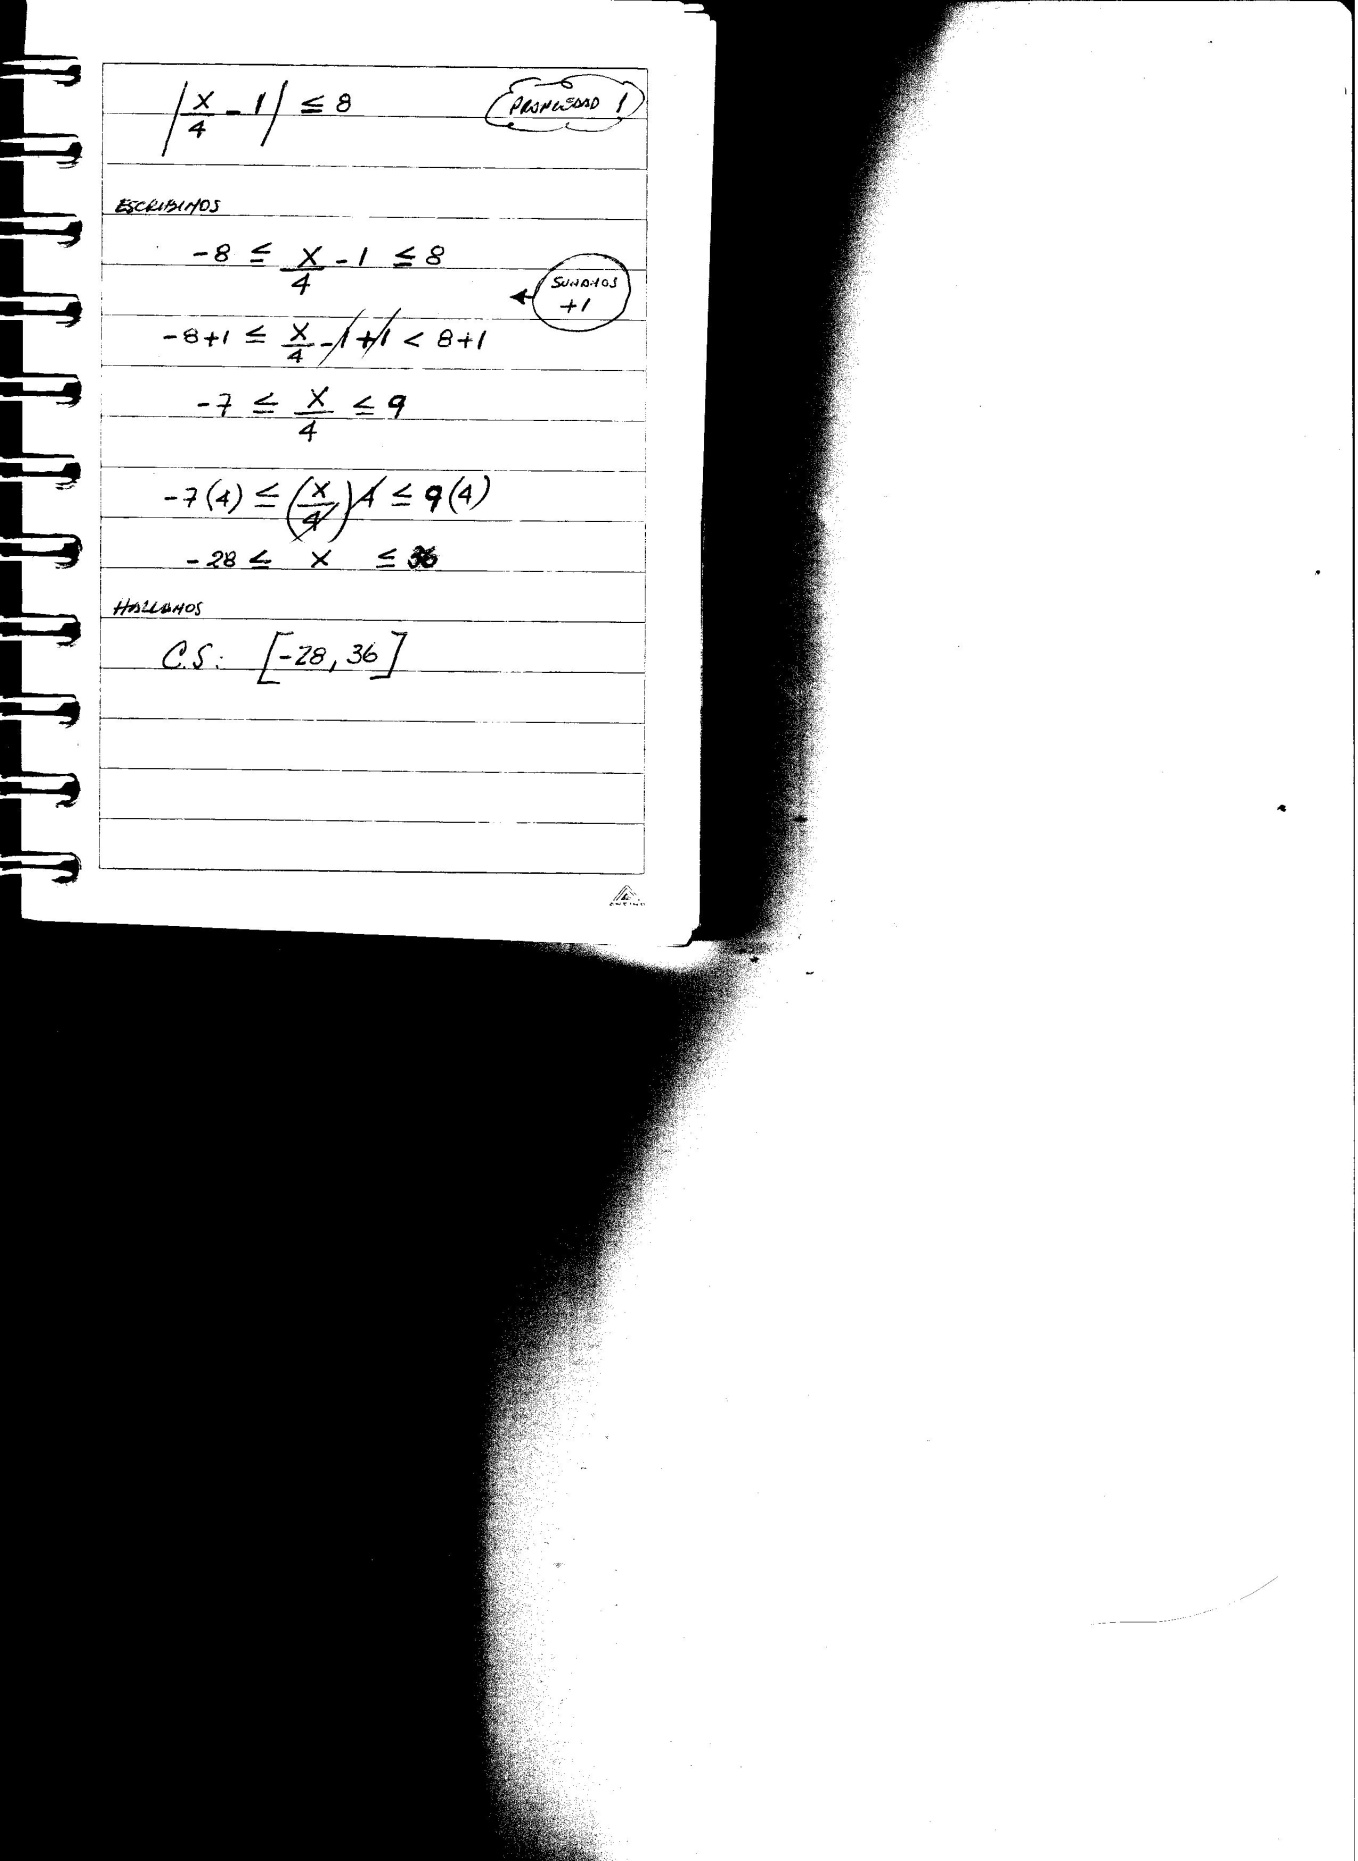 |x/4 - 1| ≤ 8 PROPIEDAD 1
ESCRIBIMOS
-8 ≤ x/4 - 1 ≤ 8
SUMAMOS
+1
-8+1 ≤ x/4 - 1 + 1 < 8+1
-7 ≤ x/4 ≤ 9
-7(4) ≤ (x/4) 4 ≤ 9(4)
-28 ≤ x ≤ 36
HALLAMOS
C.S: [-28, 36]